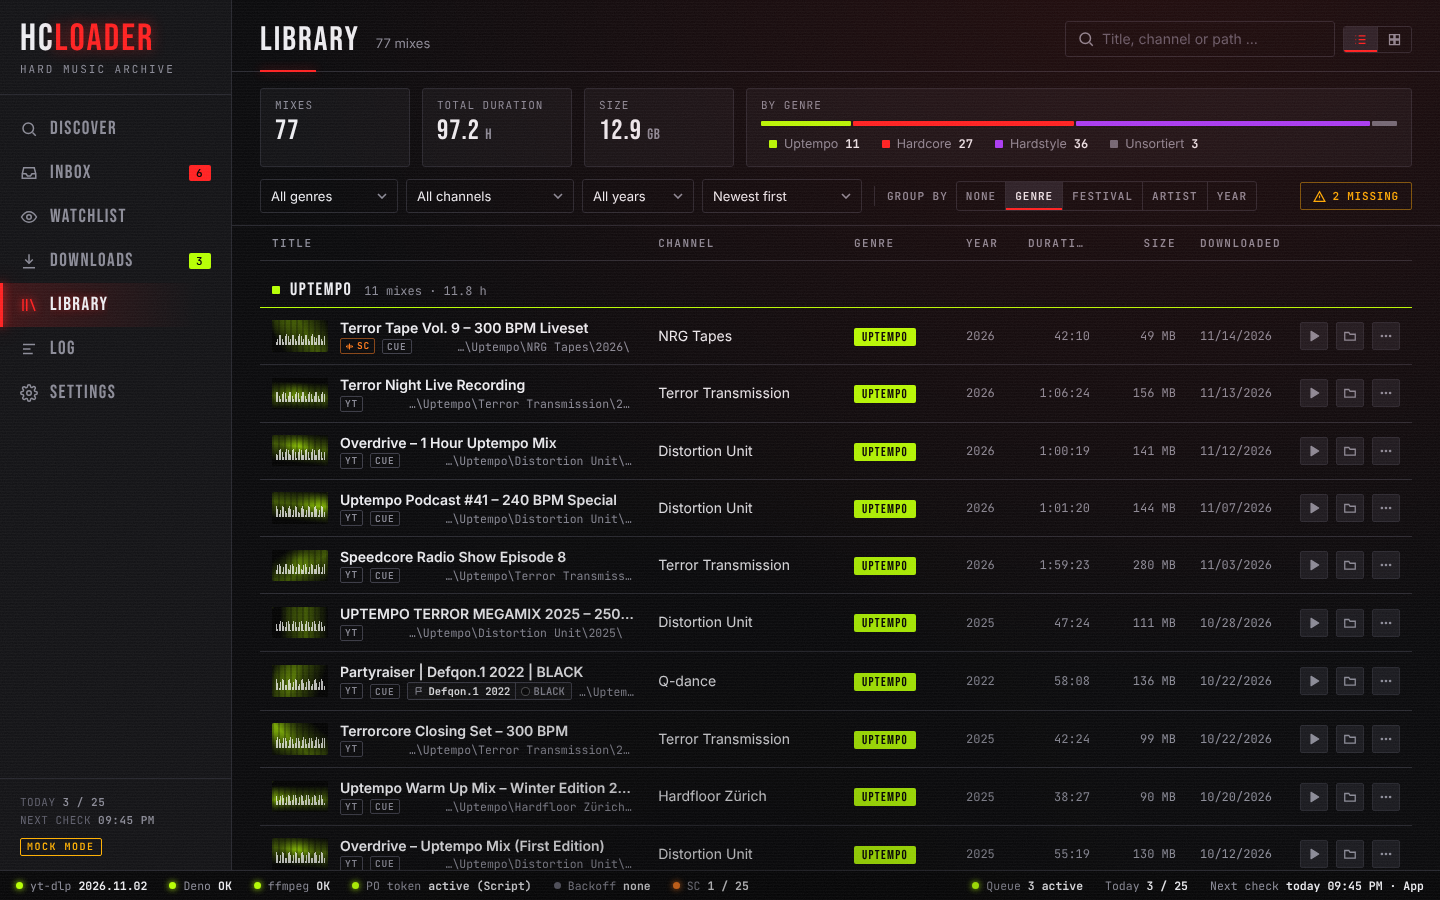 HCLOADER
HARD MUSIC ARCHIVE
DISCOVER
INBOX 6
WATCHLIST
DOWNLOADS 3
LIBRARY
LOG
SETTINGS
TODAY 3 / 25
NEXT CHECK 09:45 PM
MOCK MODE
LIBRARY 77 mixes
Title, channel or path ...
MIXES
77
TOTAL DURATION
97.2 H
SIZE
12.9 GB
BY GENRE
Uptempo 11 Hardcore 27 Hardstyle 36 Unsortiert 3
All genres All channels All years Newest first GROUP BY NONE GENRE FESTIVAL ARTIST YEAR 2 MISSING
TITLE CHANNEL GENRE YEAR DURATI… SIZE DOWNLOADED
UPTEMPO 11 mixes · 11.8 h
Terror Tape Vol. 9 – 300 BPM Liveset
SC CUE …\Uptempo\NRG Tapes\2026\
NRG Tapes UPTEMPO 2026 42:10 49 MB 11/14/2026
Terror Night Live Recording
YT …\Uptempo\Terror Transmission\2…
Terror Transmission UPTEMPO 2026 1:06:24 156 MB 11/13/2026
Overdrive – 1 Hour Uptempo Mix
YT CUE …\Uptempo\Distortion Unit\…
Distortion Unit UPTEMPO 2026 1:00:19 141 MB 11/12/2026
Uptempo Podcast #41 – 240 BPM Special
YT CUE …\Uptempo\Distortion Unit\…
Distortion Unit UPTEMPO 2026 1:01:20 144 MB 11/07/2026
Speedcore Radio Show Episode 8
YT CUE …\Uptempo\Terror Transmiss…
Terror Transmission UPTEMPO 2026 1:59:23 280 MB 11/03/2026
UPTEMPO TERROR MEGAMIX 2025 – 250…
YT …\Uptempo\Distortion Unit\2025\
Distortion Unit UPTEMPO 2025 47:24 111 MB 10/28/2026
Partyraiser | Defqon.1 2022 | BLACK
YT CUE Defqon.1 2022 BLACK …\Uptem…
Q-dance UPTEMPO 2022 58:08 136 MB 10/22/2026
Terrorcore Closing Set – 300 BPM
YT …\Uptempo\Terror Transmission\2…
Terror Transmission UPTEMPO 2025 42:24 99 MB 10/22/2026
Uptempo Warm Up Mix – Winter Edition 2…
YT CUE …\Uptempo\Hardfloor Zürich…
Hardfloor Zürich UPTEMPO 2025 38:27 90 MB 10/20/2026
Overdrive – Uptempo Mix (First Edition)
YT CUE …\Uptempo\Distortion Unit\…
Distortion Unit UPTEMPO 2025 55:19 130 MB 10/12/2026
yt-dlp 2026.11.02 Deno OK ffmpeg OK PO token active (Script) Backoff none SC 1 / 25 Queue 3 active Today 3 / 25 Next check today 09:45 PM · App